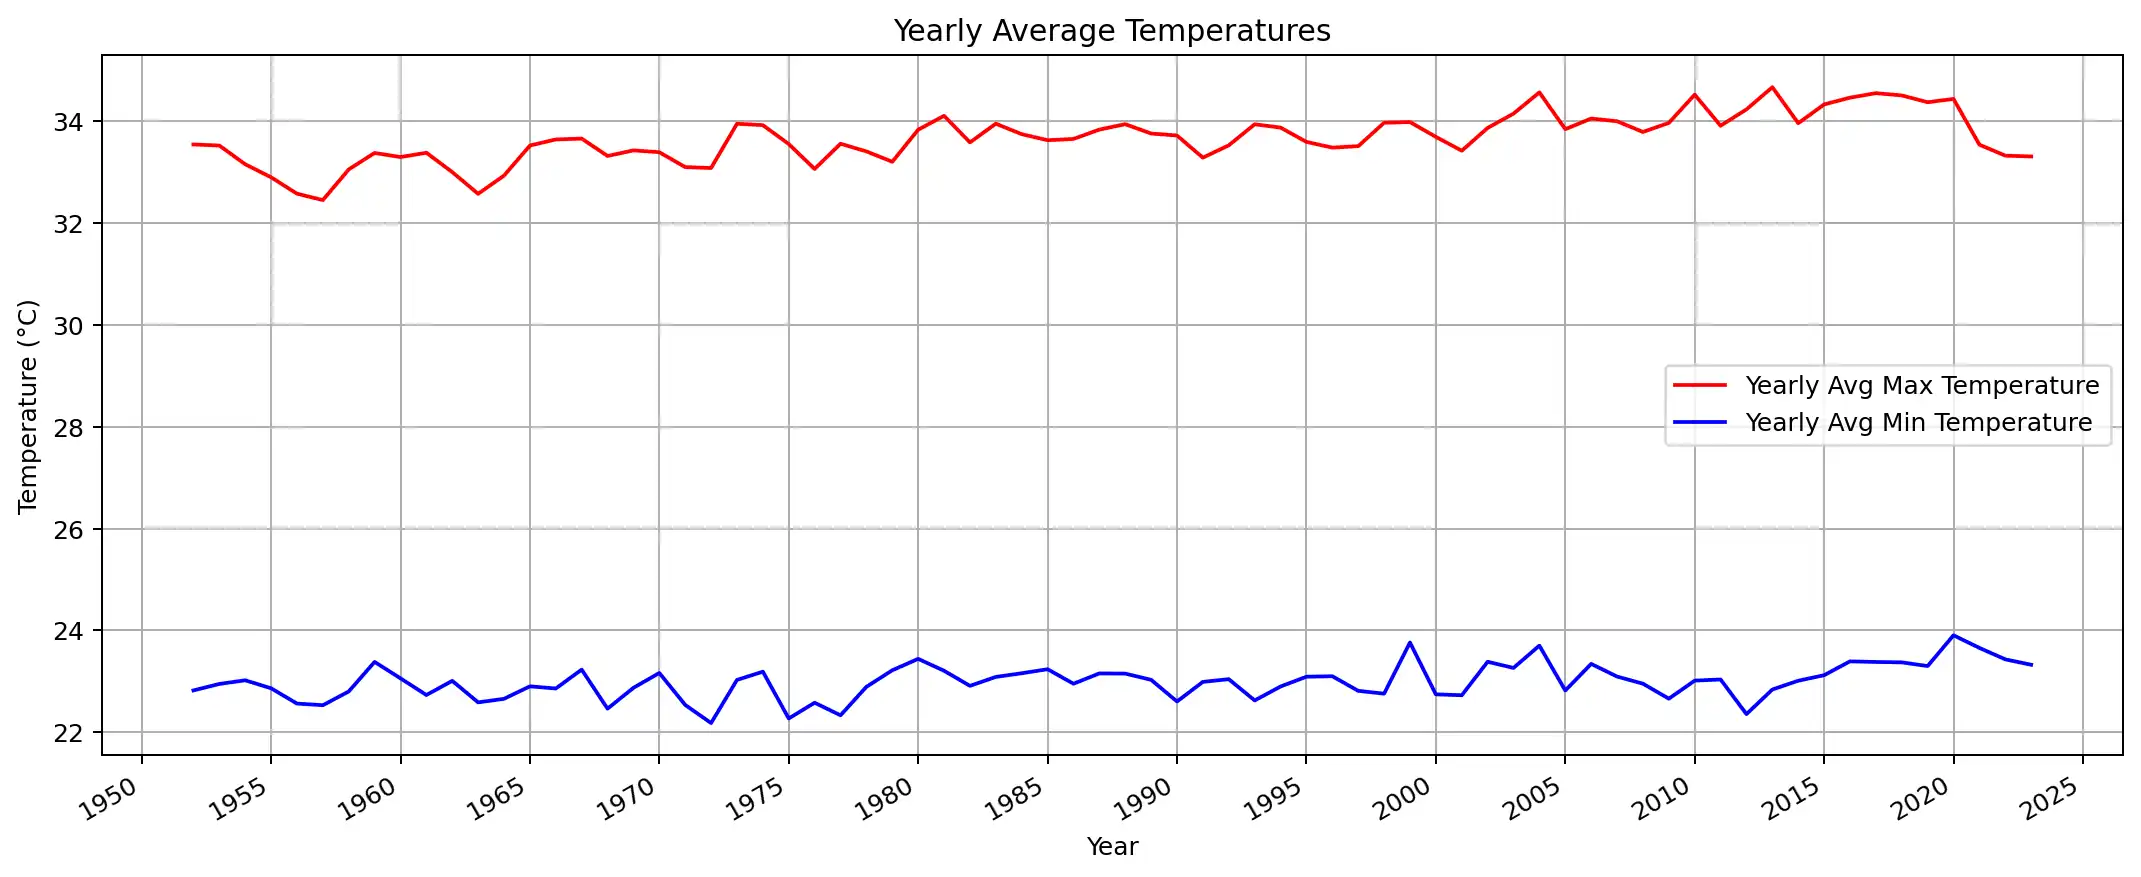 Yearly Average Temperatures
Temperature (°C)
34
32
30
28
26
24
22
Yearly Avg Max Temperature
Yearly Avg Min Temperature
1950 1955 1960 1965 1970 1975 1980 1985 1990 1995 2000 2005 2010 2015 2020 2025
Year